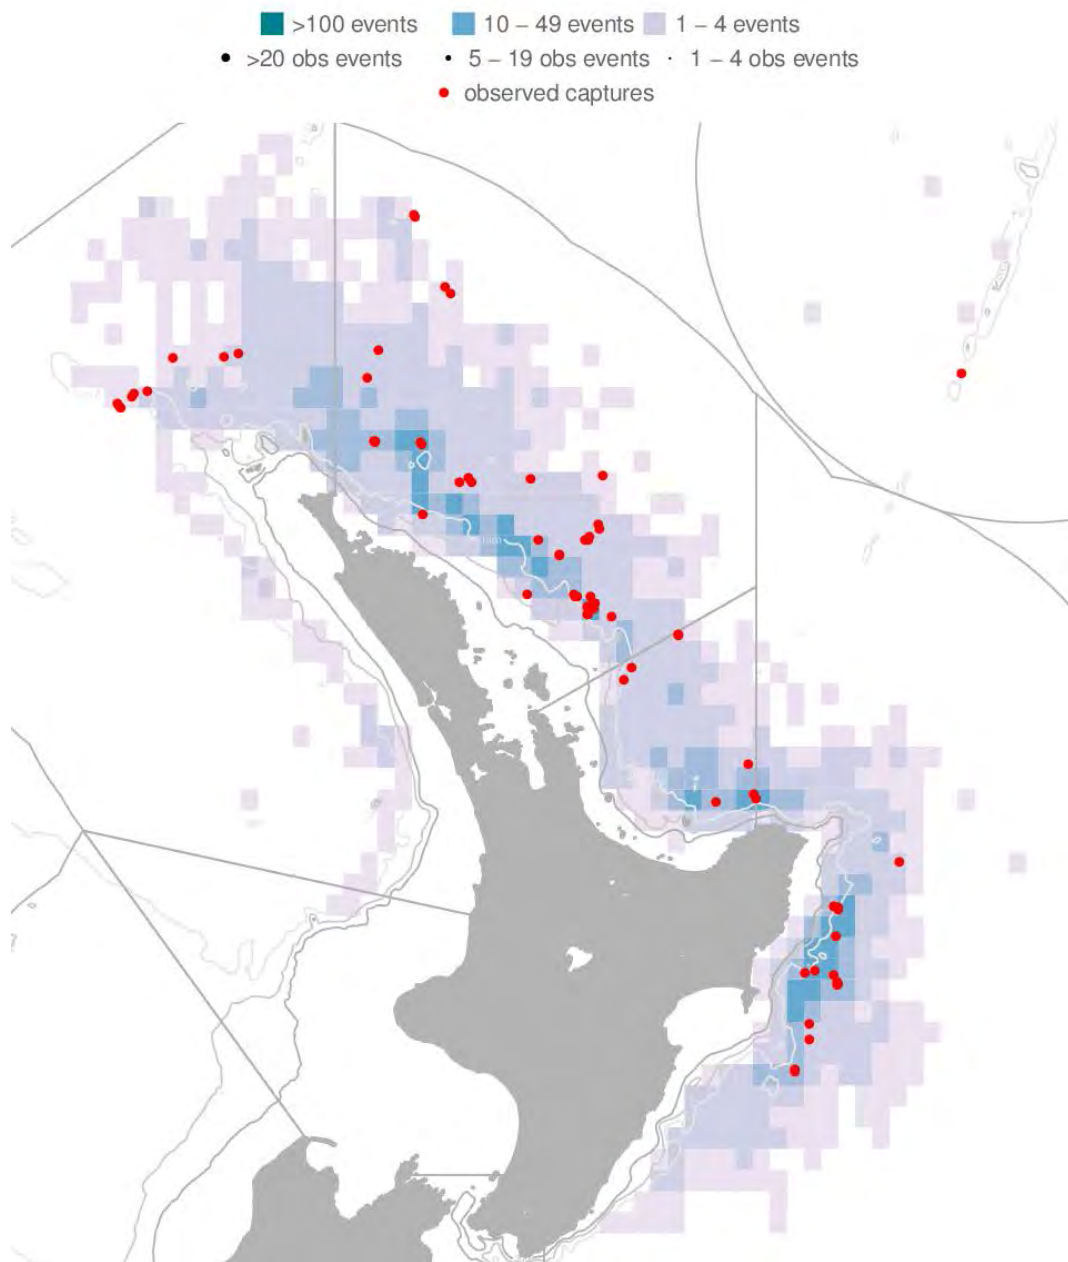 >100 events 10 – 49 events 1 – 4 events
>20 obs events 5 – 19 obs events 1 – 4 obs events
observed captures